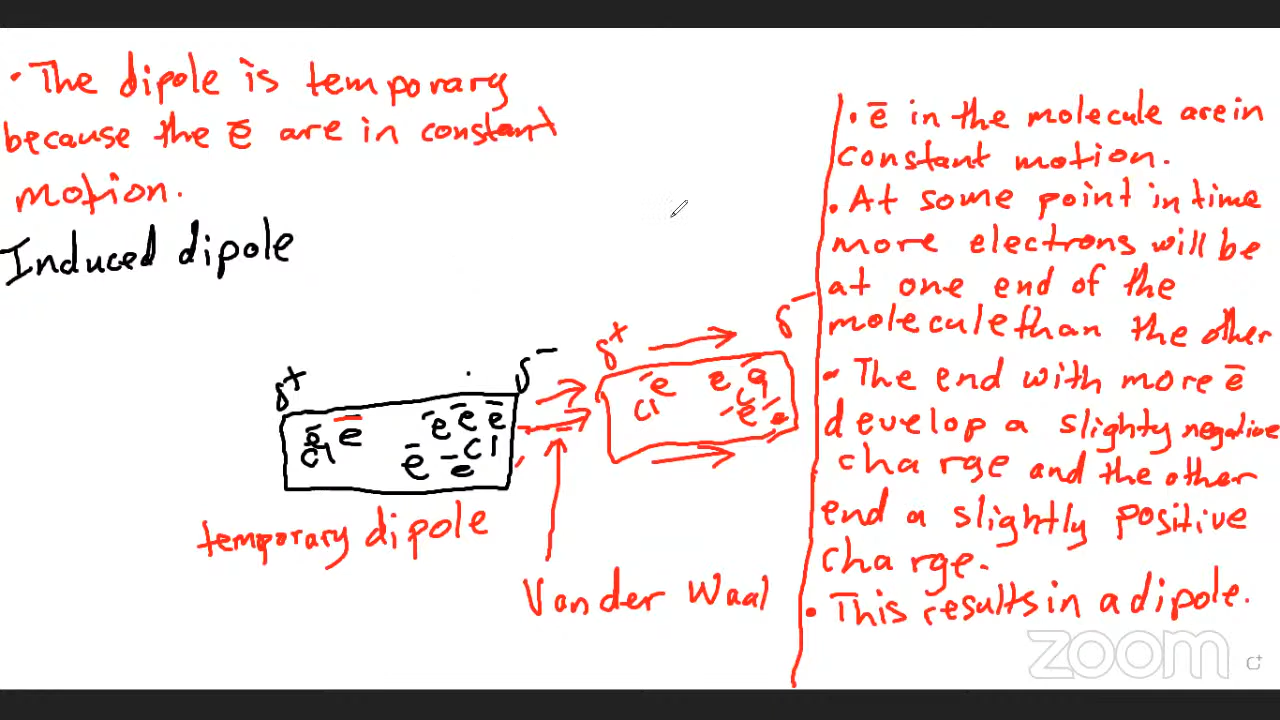 · The dipole is temporary
because the ē are in constant
motion.
Induced dipole
δ+
δ-
δ+
δ-
ē ē ē ē ē
Cl ē ē Cl ē
ē e ē
Cl Cl ē e
temporary dipole
Van der Waal
· ē in the molecule are in
constant motion.
· At some point in time
more electrons will be
at one end of the
molecule than the other
· The end with more ē
develop a slighty negative
charge and the other
end a slightly positive
charge.
· This results in a dipole.
zoom